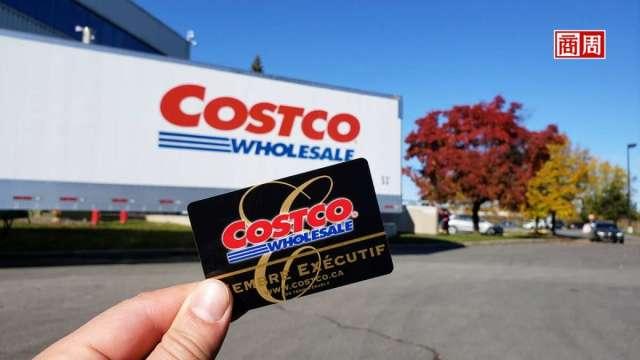 商周
COSTCO
WHOLESALE
COSTCO
WHOLESALE
EMBRE EXÉCUTIF
WWW.COSTCO.CA